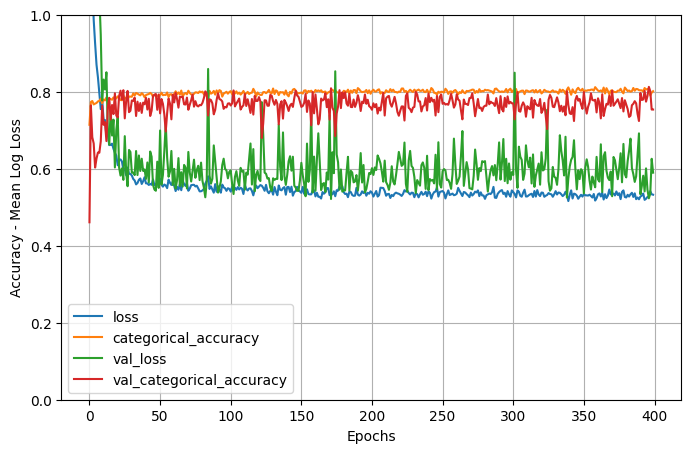 Accuracy - Mean Log Loss
1.0
0.8
0.6
0.4
0.2
0.0
loss
categorical_accuracy
val_loss
val_categorical_accuracy
0 50 100 150 200 250 300 350 400
Epochs